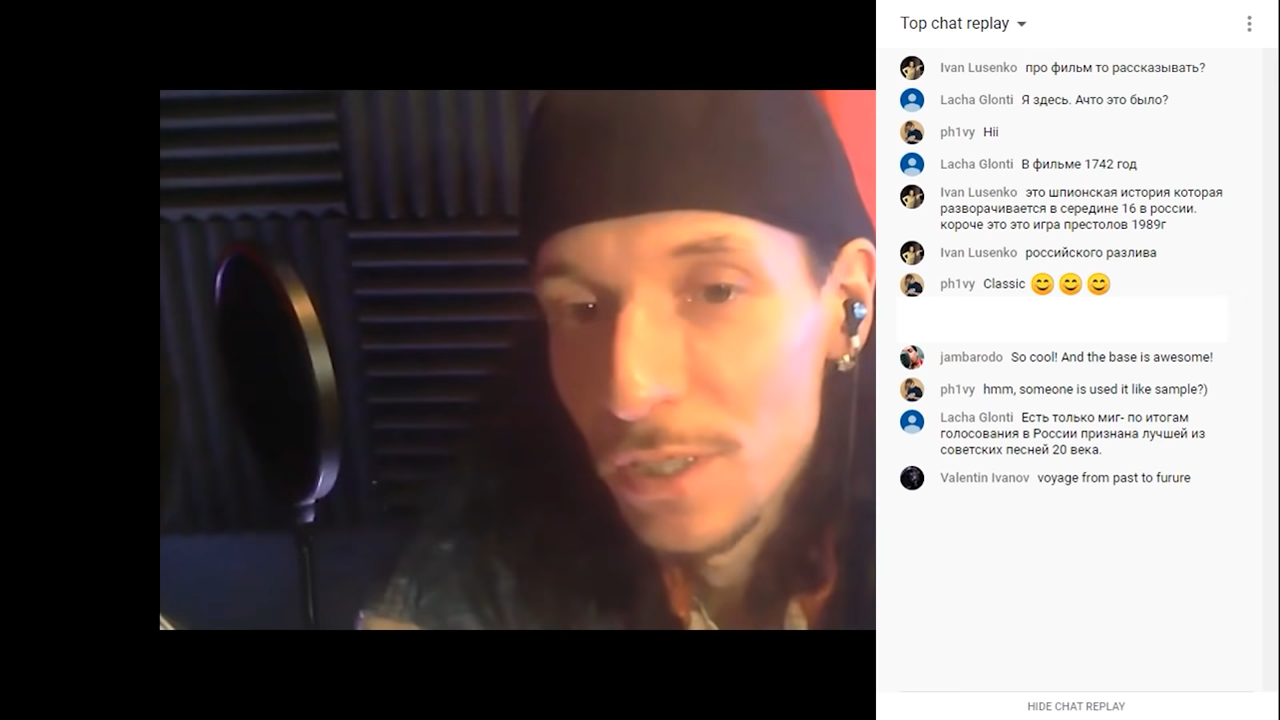 Top chat replay
Ivan Lusenko про фильм то рассказывать?
Lacha Glonti Я здесь. Ачто это было?
ph1vy Hii
Lacha Glonti В фильме 1742 год
Ivan Lusenko это шпионская история которая
разворачивается в середине 16 в россии.
короче это это игра престолов 1989г
Ivan Lusenko российского разлива
ph1vy Classic 😊😊😊
jambarodo So cool! And the base is awesome!
ph1vy hmm, someone is used it like sample?)
Lacha Glonti Есть только миг- по итогам
голосования в России признана лучшей из
советских песней 20 века.
Valentin Ivanov voyage from past to furure
HIDE CHAT REPLAY